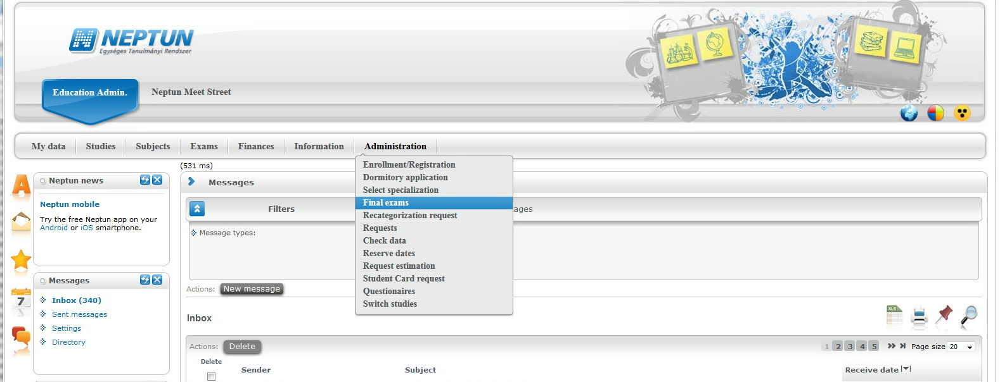 NEPTUN
Egységes Tanulmányi Rendszer
Education Admin.
Neptun Meet Street
My data
Studies
Subjects
Exams
Finances
Information
Administration
(531 ms)
Enrollment/Registration
Dormitory application
Select specialization
Final exams
Recategorization request
Requests
Check data
Reserve dates
Request estimation
Student Card request
Questionaires
Switch studies
Neptun news
Neptun mobile
Try the free Neptun app on your
Android or iOS smartphone.
Messages
Inbox (340)
Sent messages
Settings
Directory
7
Messages
Filters
ages
Message types:
Actions: New message
Inbox
XLS
Actions: Delete
1 2 3 4 5
Page size 20
Delete
Sender
Subject
Receive date